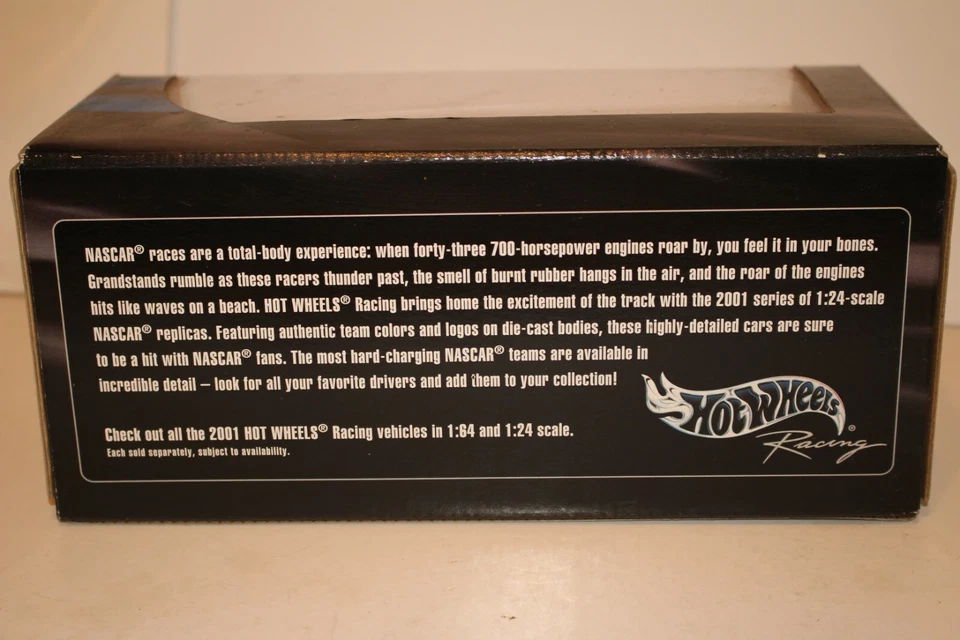 NASCAR® races are a total-body experience: when forty-three 700-horsepower engines roar by, you feel it in your bones.
Grandstands rumble as these racers thunder past, the smell of burnt rubber hangs in the air, and the roar of the engines
hits like waves on a beach. HOT WHEELS® Racing brings home the excitement of the track with the 2001 series of 1:24-scale
NASCAR® replicas. Featuring authentic team colors and logos on die-cast bodies, these highly-detailed cars are sure
to be a hit with NASCAR® fans. The most hard-charging NASCAR® teams are available in
incredible detail – look for all your favorite drivers and add them to your collection!
Check out all the 2001 HOT WHEELS® Racing vehicles in 1:64 and 1:24 scale.
Each sold separately, subject to availability.
HOT WHEELS
Racing®